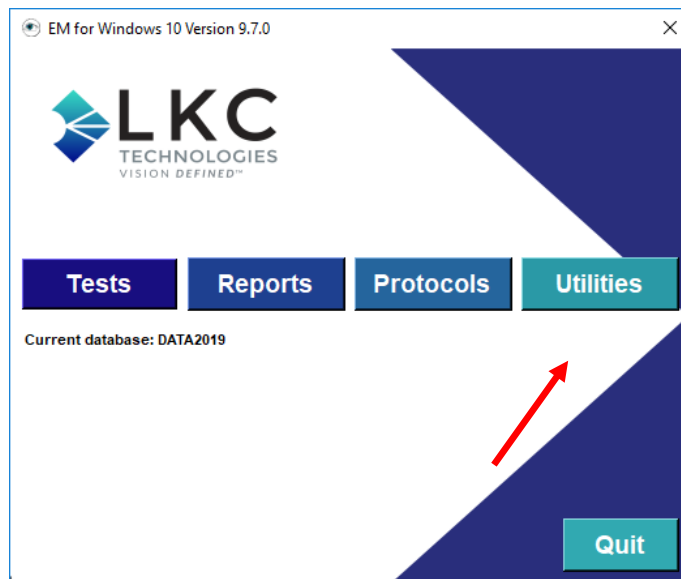 EM for Windows 10 Version 9.7.0
LKC
TECHNOLOGIES
VISION DEFINED™
Tests Reports Protocols Utilities
Current database: DATA2019
Quit